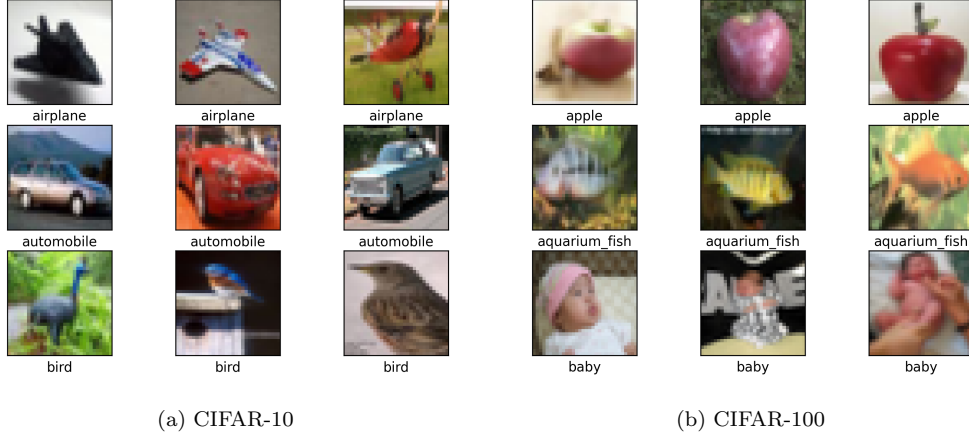 airplane airplane airplane apple apple apple
automobile automobile automobile aquarium_fish aquarium_fish aquarium_fish
bird bird bird baby baby baby
(a) CIFAR-10 (b) CIFAR-100